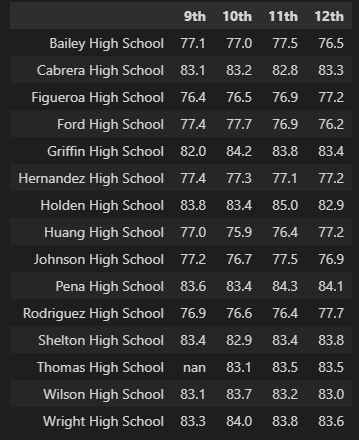 9th 10th 11th 12th
Bailey High School 77.1 77.0 77.5 76.5
Cabrera High School 83.1 83.2 82.8 83.3
Figueroa High School 76.4 76.5 76.9 77.2
Ford High School 77.4 77.7 76.9 76.2
Griffin High School 82.0 84.2 83.8 83.4
Hernandez High School 77.4 77.3 77.1 77.2
Holden High School 83.8 83.4 85.0 82.9
Huang High School 77.0 75.9 76.4 77.2
Johnson High School 77.2 76.7 77.5 76.9
Pena High School 83.6 83.4 84.3 84.1
Rodriguez High School 76.9 76.6 76.4 77.7
Shelton High School 83.4 82.9 83.4 83.8
Thomas High School nan 83.1 83.5 83.5
Wilson High School 83.1 83.7 83.2 83.0
Wright High School 83.3 84.0 83.8 83.6